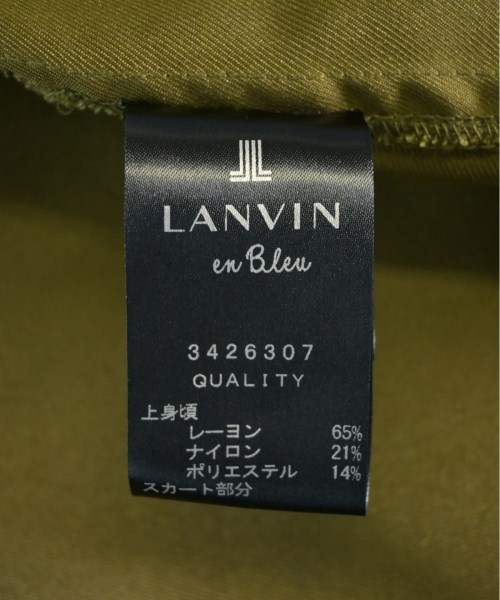 LANVIN
en Bleu
3426307
QUALITY
上身頃
レーヨン 65%
ナイロン 21%
ポリエステル 14%
スカート部分